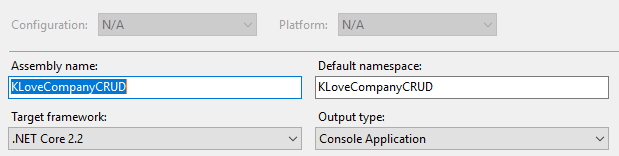 Configuration: N/A Platform: N/A
Assembly name: Default namespace:
KLoveCompanyCRUD KLoveCompanyCRUD
Target framework: Output type:
.NET Core 2.2 Console Application